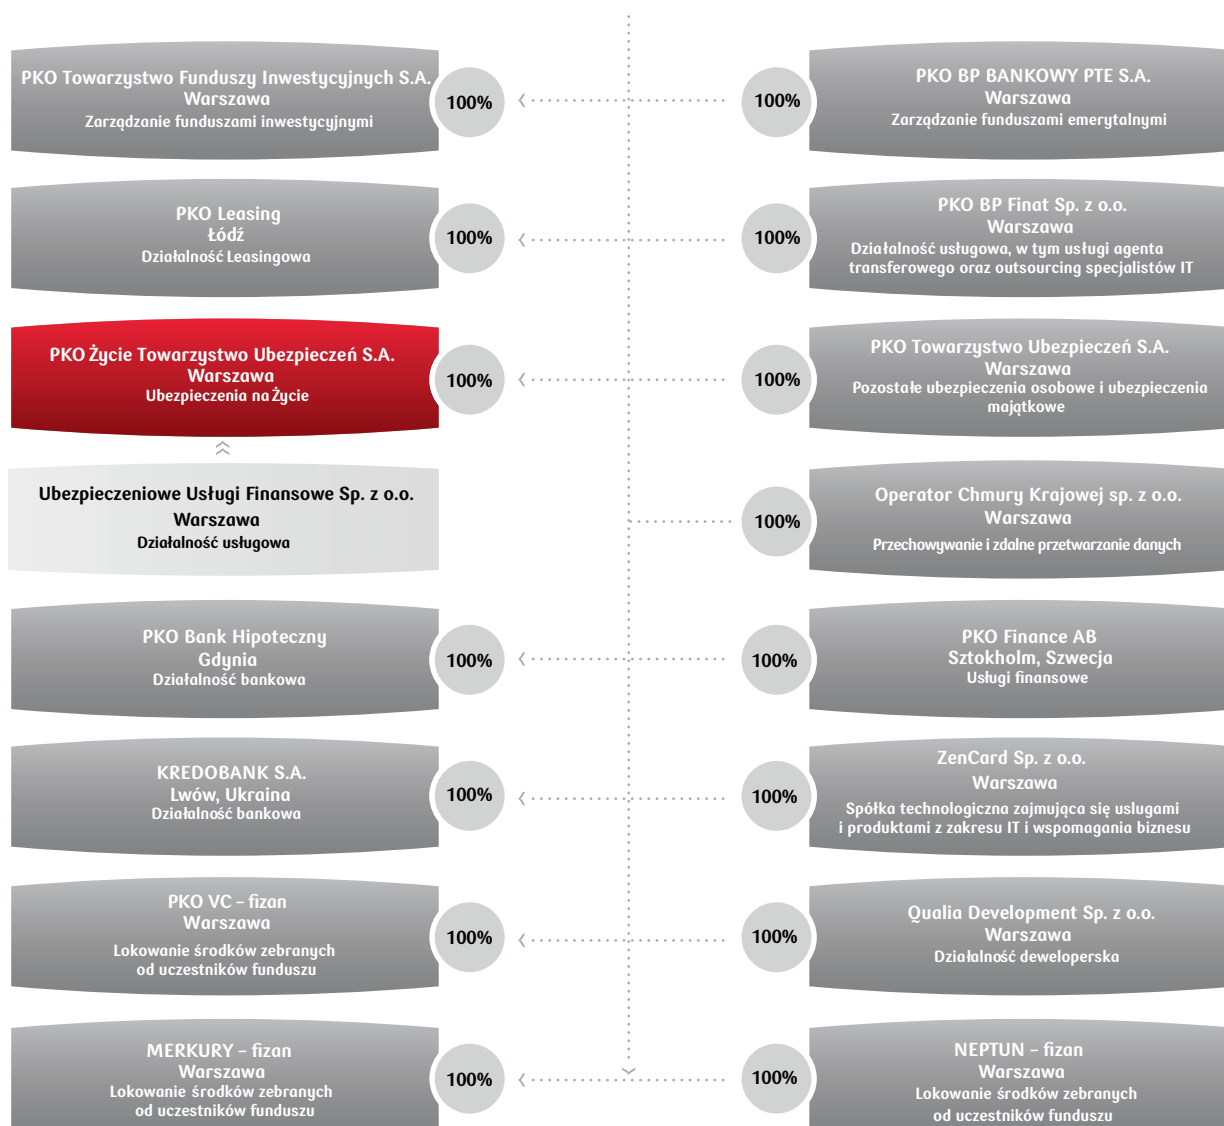 PKO Towarzystwo Funduszy Inwestycyjnych S.A.
Warszawa
Zarządzanie funduszami inwestycyjnymi
100%
100%
PKO BP BANKOWY PTE S.A.
Warszawa
Zarządzanie funduszami emerytalnymi
PKO Leasing
Łódź
Działalność Leasingowa
100%
100%
PKO BP Finat Sp. z o.o.
Warszawa
Działalność usługowa, w tym usługi agenta
transferowego oraz outsourcing specjalistów IT
PKO Życie Towarzystwo Ubezpieczeń S.A.
Warszawa
Ubezpieczenia na Życie
100%
100%
PKO Towarzystwo Ubezpieczeń S.A.
Warszawa
Pozostałe ubezpieczenia osobowe i ubezpieczenia
majątkowe
Ubezpieczeniowe Usługi Finansowe Sp. z o.o.
Warszawa
Działalność usługowa
100%
Operator Chmury Krajowej sp. z o.o.
Warszawa
Przechowywanie i zdalne przetwarzanie danych
PKO Bank Hipoteczny
Gdynia
Działalność bankowa
100%
100%
PKO Finance AB
Sztokholm, Szwecja
Usługi finansowe
KREDOBANK S.A.
Lwów, Ukraina
Działalność bankowa
100%
100%
ZenCard Sp. z o.o.
Warszawa
Spółka technologiczna zajmująca się uslugami
i produktami z zakresu IT i wspomagania biznesu
PKO VC – fizan
Warszawa
Lokowanie środków zebranych
od uczestników funduszu
100%
100%
Qualia Development Sp. z o.o.
Warszawa
Działalność deweloperska
MERKURY – fizan
Warszawa
Lokowanie środków zebranych
od uczestników funduszu
100%
100%
NEPTUN – fizan
Warszawa
Lokowanie środków zebranych
od uczestników funduszu